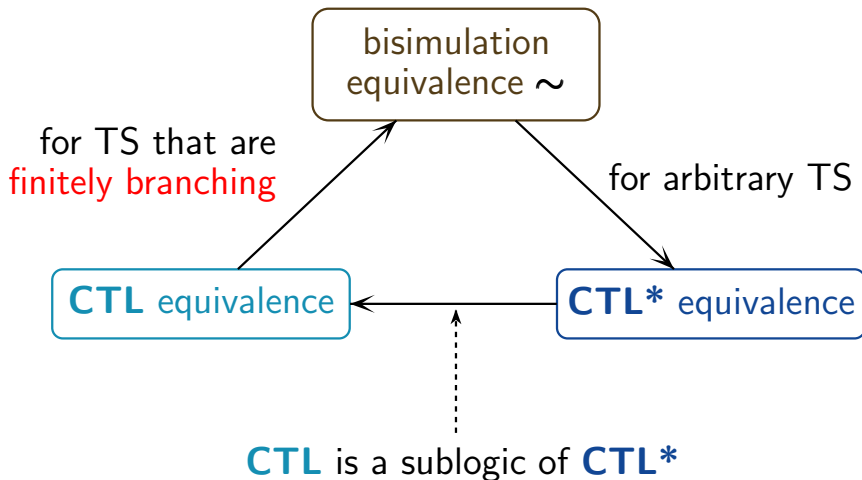 bisimulation
equivalence ~
for TS that are
finitely branching
for arbitrary TS
CTL equivalence
CTL* equivalence
CTL is a sublogic of CTL*